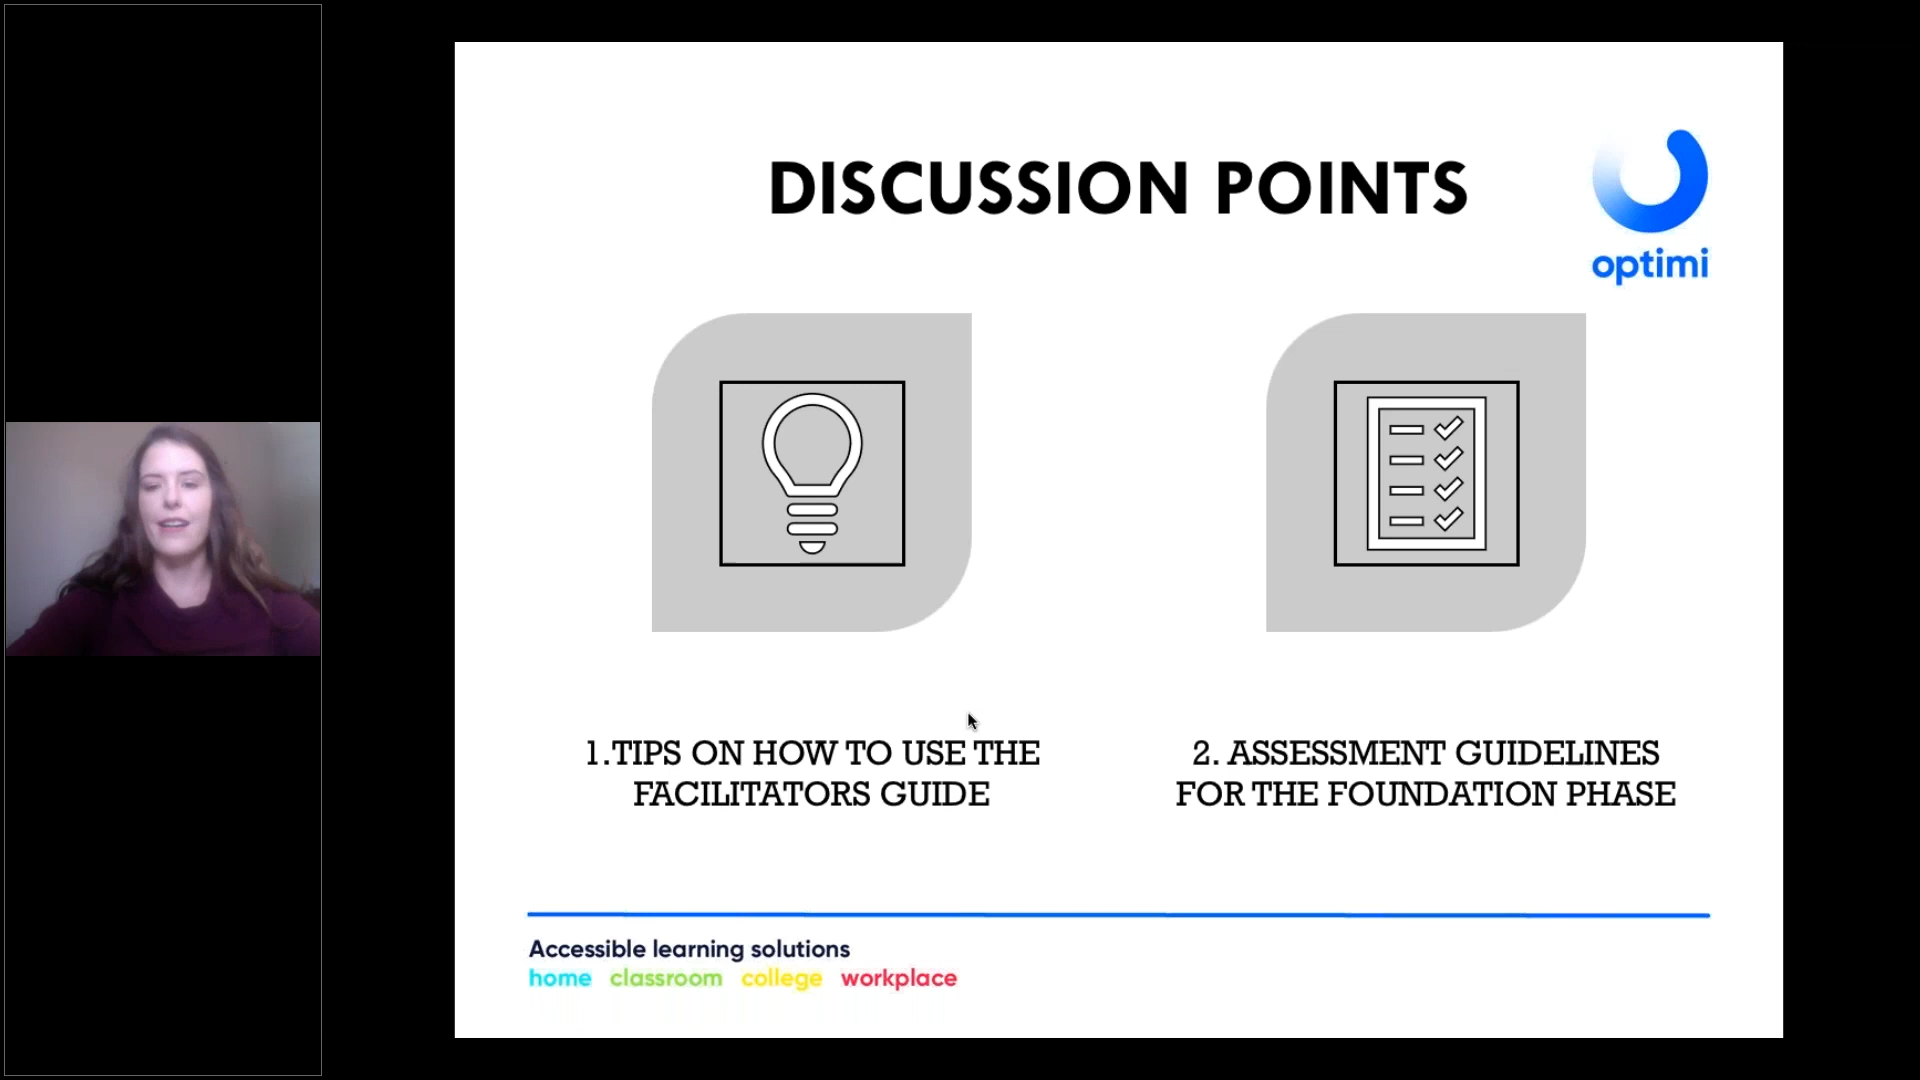 DISCUSSION POINTS
optimi
1.TIPS ON HOW TO USE THE
FACILITATORS GUIDE
2. ASSESSMENT GUIDELINES
FOR THE FOUNDATION PHASE
Accessible learning solutions
home classroom college workplace